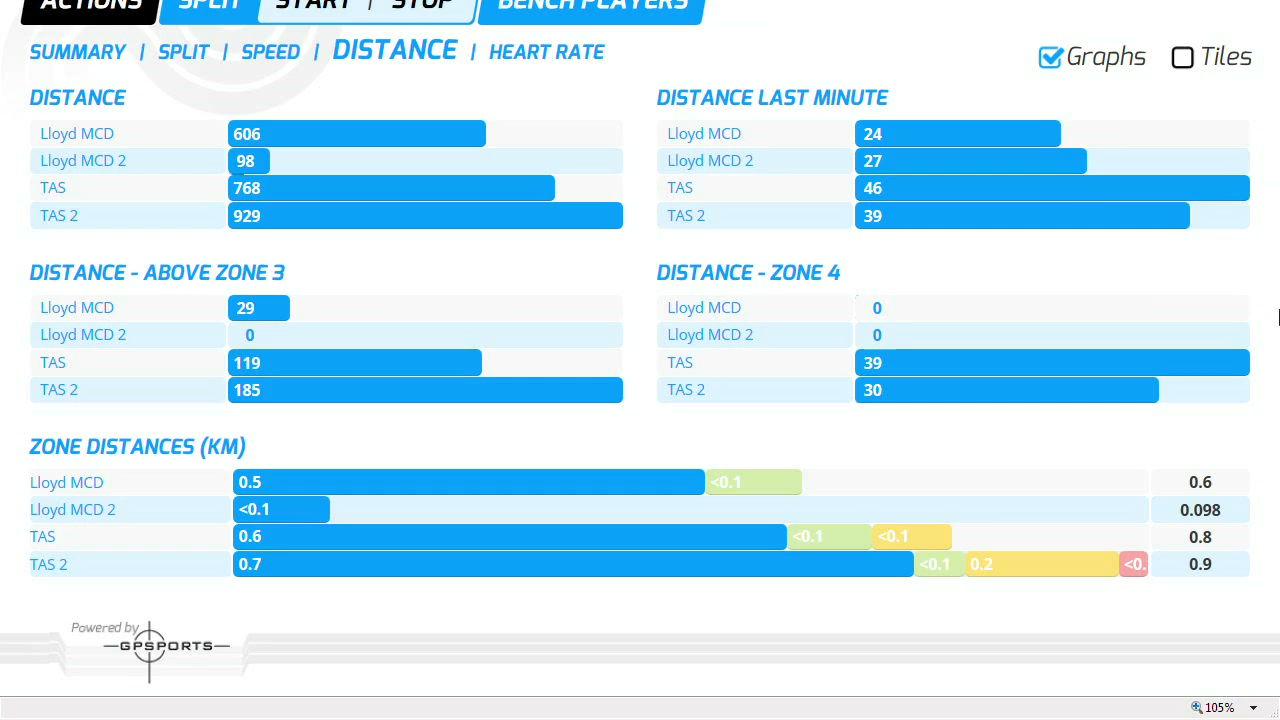 ACTIONS SPLIT START | STOP BENCH PLAYERS
SUMMARY | SPLIT | SPEED | DISTANCE | HEART RATE
Graphs Tiles
DISTANCE
Lloyd MCD 606
Lloyd MCD 2 98
TAS 768
TAS 2 929
DISTANCE LAST MINUTE
Lloyd MCD 24
Lloyd MCD 2 27
TAS 46
TAS 2 39
DISTANCE - ABOVE ZONE 3
Lloyd MCD 29
Lloyd MCD 2 0
TAS 119
TAS 2 185
DISTANCE - ZONE 4
Lloyd MCD 0
Lloyd MCD 2 0
TAS 39
TAS 2 30
ZONE DISTANCES (KM)
Lloyd MCD 0.5 <0.1 0.6
Lloyd MCD 2 <0.1 0.098
TAS 0.6 <0.1 <0.1 0.8
TAS 2 0.7 <0.1 0.2 <0. 0.9
Powered by
GPSPORTS
105%